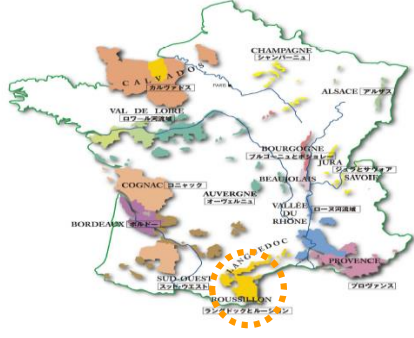 CHAMPAGNE
シャンパーニュ
CALVADOS
カルヴァドス
PARIS
ALSACE アルザス
VAL DE LOIRE
ロワール河流域
BOURGOGNE
ブルゴーニュとボジョレー
JURA
ジュラとサヴォア
SAVOIE
BEAUJOLAIS
COGNAC コニャック
AUVERGNE
オーヴェルニュ
VALLÉE
DU
RHÔNE
ローヌ河流域
BORDEAUX ボルドー
LANGUEDOC
PROVENCE
プロヴァンス
SUD-OUEST
スッド・ウエスト
ROUSSILLON
ラングドックとルーション